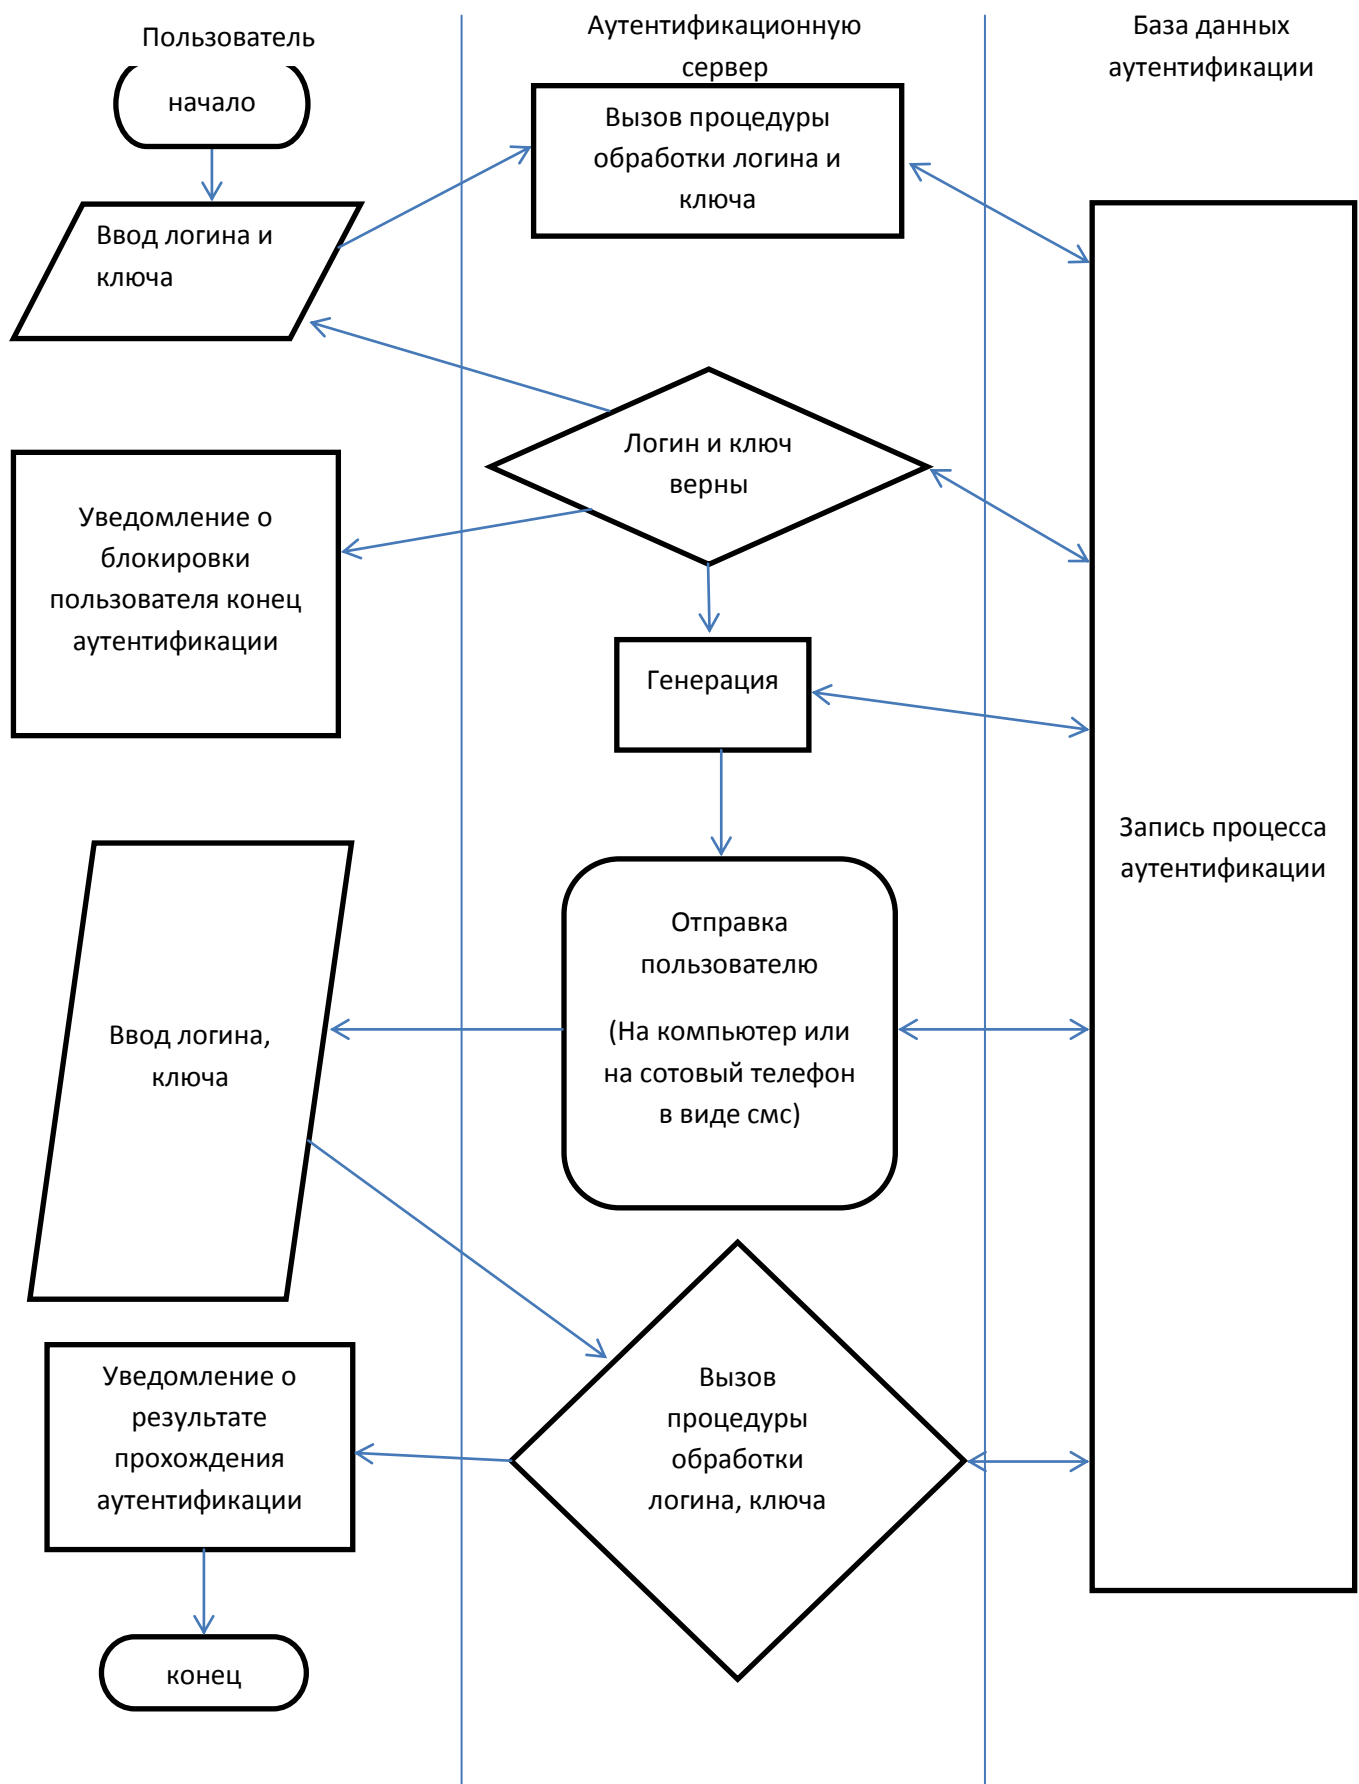 Пользователь
начало
Ввод логина и
ключа
Уведомление о
блокировки
пользователя конец
аутентификации
Ввод логина,
ключа
Уведомление о
результате
прохождения
аутентификации
конец
Аутентификационную
сервер
Вызов процедуры
обработки логина и
ключа
Логин и ключ
верны
Генерация
Отправка
пользователю
(На компьютер или
на сотовый телефон
в виде смс)
Вызов
процедуры
обработки
логина, ключа
База данных
аутентификации
Запись процесса
аутентификации